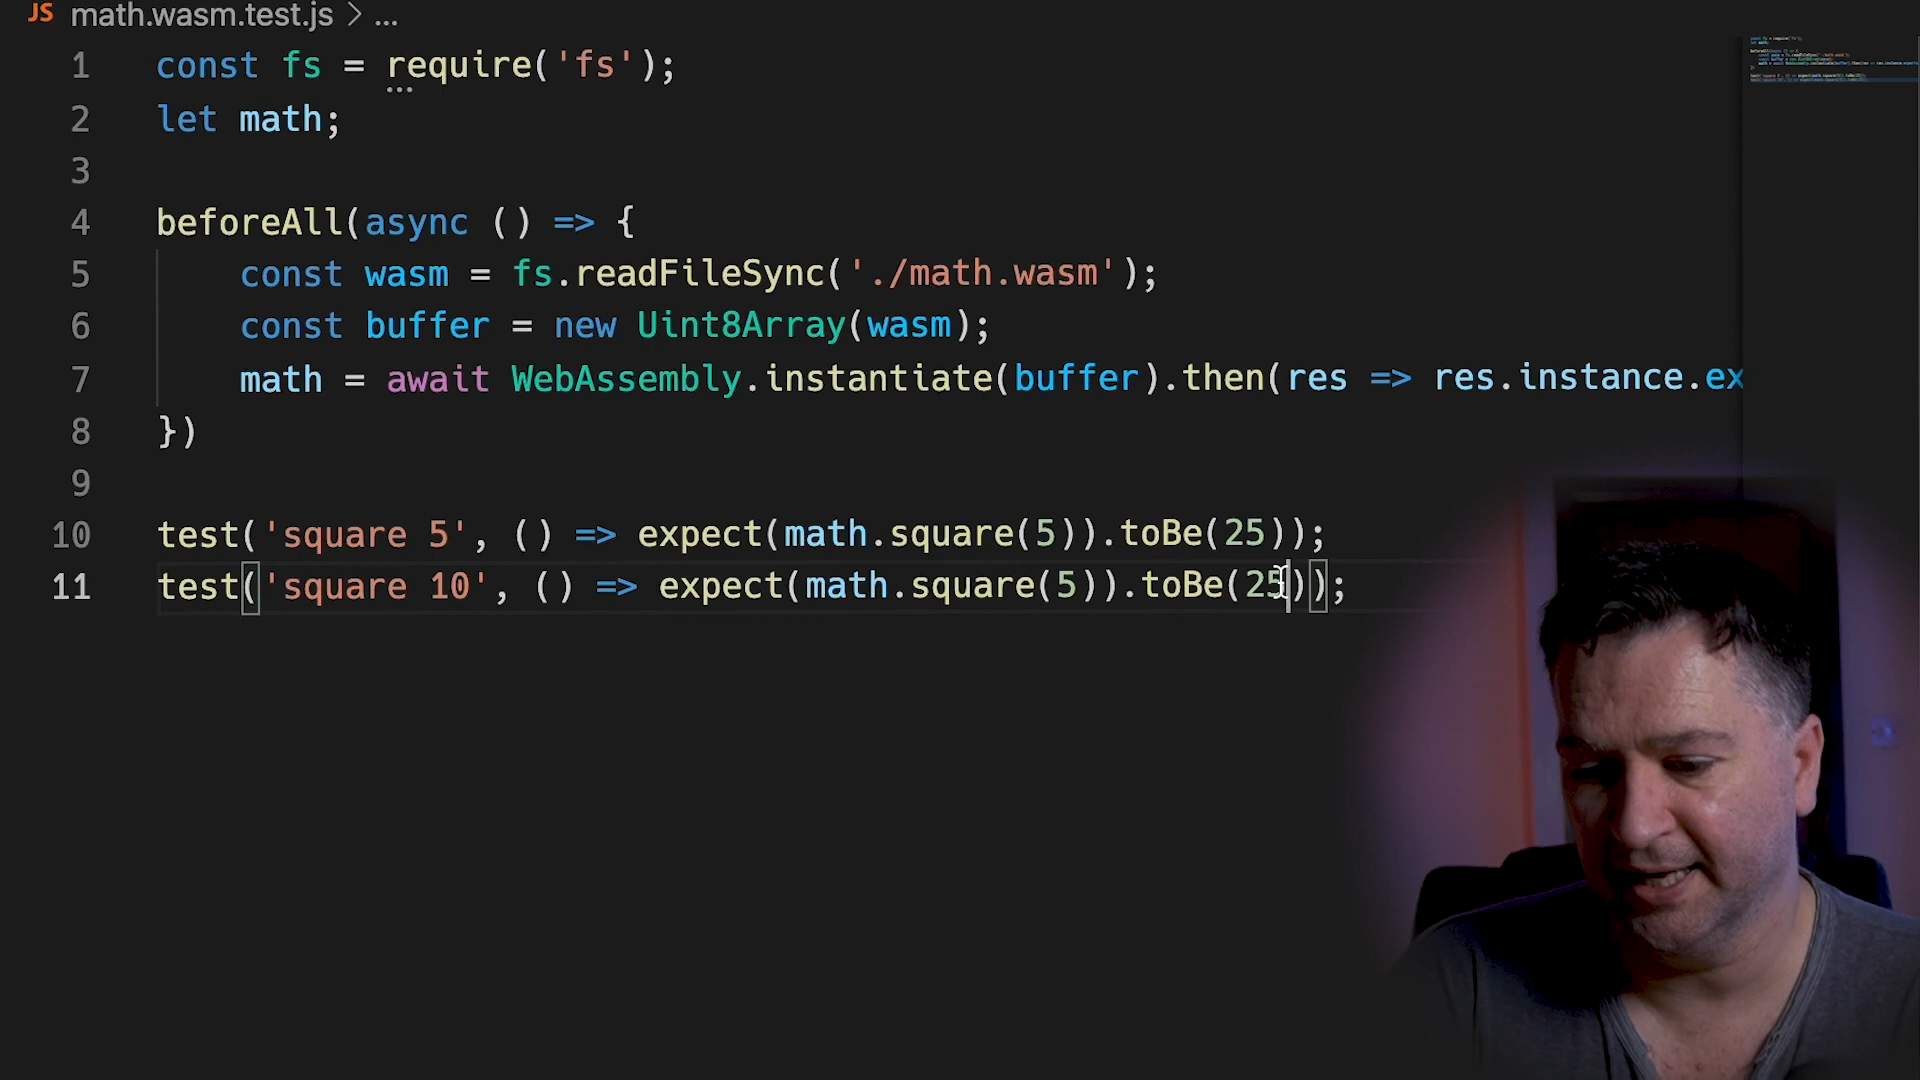 JS math.wasm.test.js > ...
1 const fs = require('fs');
2 let math;
3
4 beforeAll(async () => {
5 const wasm = fs.readFileSync('./math.wasm');
6 const buffer = new Uint8Array(wasm);
7 math = await WebAssembly.instantiate(buffer).then(res => res.instance.ex
8 })
9
10 test('square 5', () => expect(math.square(5)).toBe(25));
11 test('square 10', () => expect(math.square(5)).toBe(25));